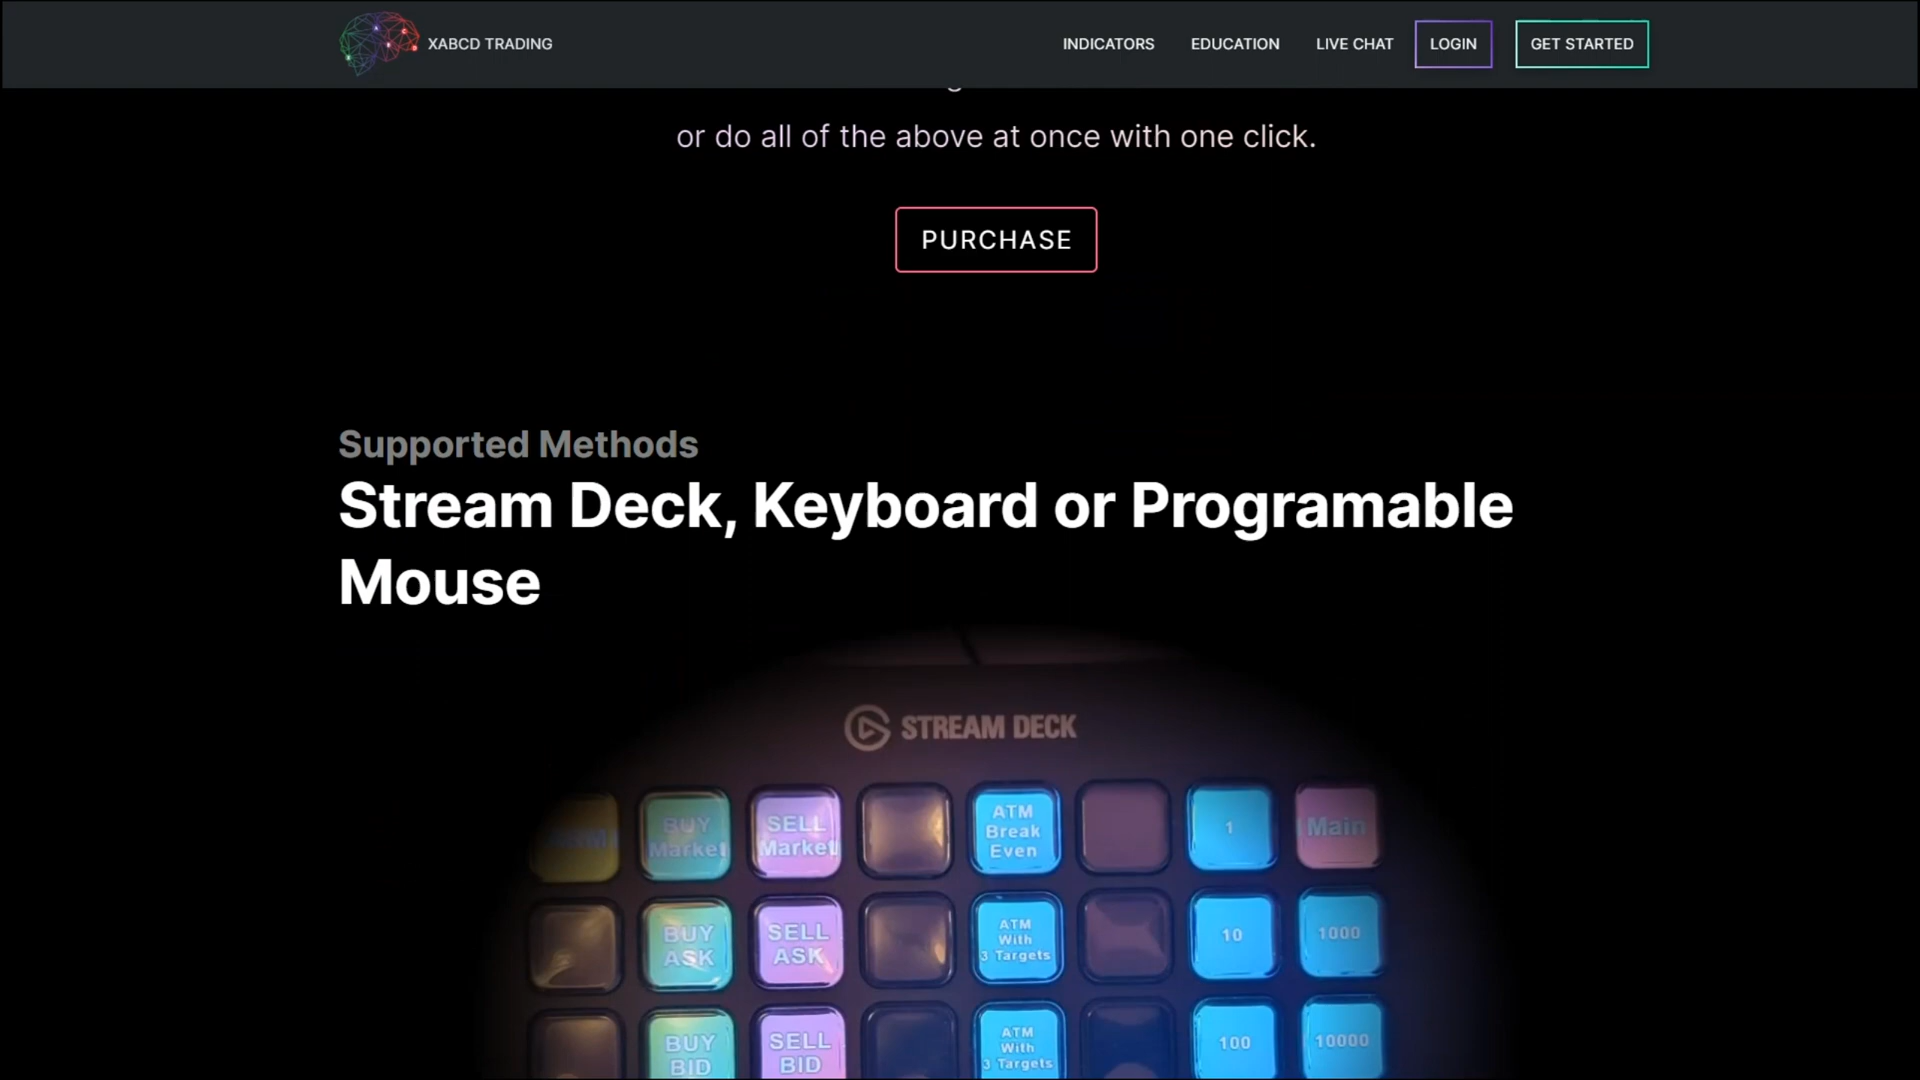 XABCD TRADING
INDICATORS
EDUCATION
LIVE CHAT
LOGIN
GET STARTED
or do all of the above at once with one click.
PURCHASE
Supported Methods
Stream Deck, Keyboard or Programable
Mouse
STREAM DECK
BUY
Market
SELL
Market
ATM
Break
Even
1
Main
BUY
ASK
SELL
ASK
ATM
With
3 Targets
10
1000
BUY
BID
SELL
BID
ATM
With
3 Targets
100
10000